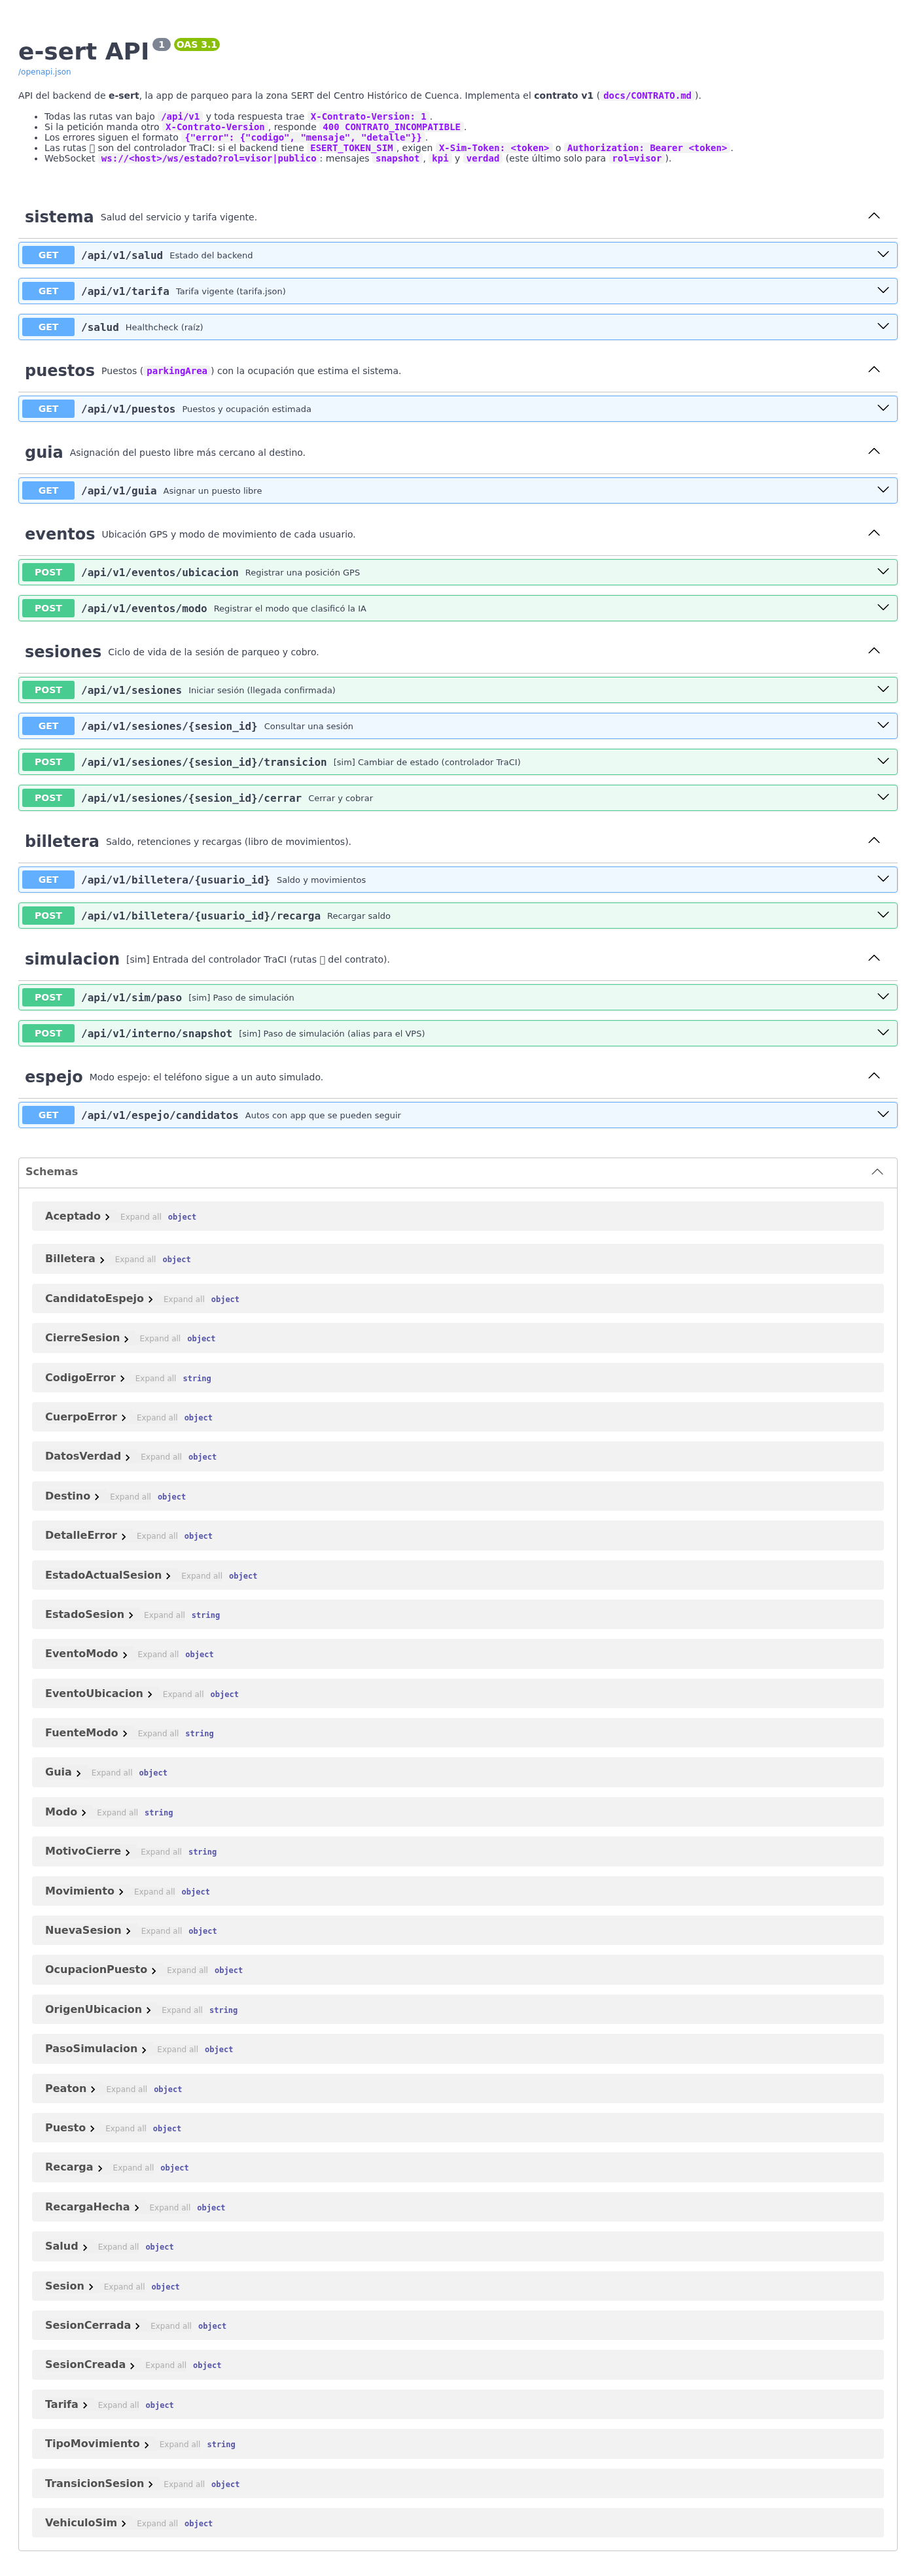 e-sert API 1 OAS 3.1
/openapi.json
API del backend de e-sert, la app de parqueo para la zona SERT del Centro Histórico de Cuenca. Implementa el contrato v1 ( docs/CONTRATO.md ).
• Todas las rutas van bajo /api/v1 y toda respuesta trae X-Contrato-Version: 1 .
• Si la petición manda otro X-Contrato-Version , responde 400 CONTRATO_INCOMPATIBLE .
• Los errores siguen el formato {"error": {"codigo", "mensaje", "detalle"}} .
• Las rutas son del controlador TraCI: si el backend tiene ESERT_TOKEN_SIM , exigen X-Sim-Token: <token> o Authorization: Bearer <token> .
• WebSocket ws://<host>/ws/estado?rol=visor|publico : mensajes snapshot , kpi y verdad (este último solo para rol=visor ).
sistema Salud del servicio y tarifa vigente.
GET /api/v1/salud Estado del backend
GET /api/v1/tarifa Tarifa vigente (tarifa.json)
GET /salud Healthcheck (raíz)
puestos Puestos ( parkingArea ) con la ocupación que estima el sistema.
GET /api/v1/puestos Puestos y ocupación estimada
guia Asignación del puesto libre más cercano al destino.
GET /api/v1/guia Asignar un puesto libre
eventos Ubicación GPS y modo de movimiento de cada usuario.
POST /api/v1/eventos/ubicacion Registrar una posición GPS
POST /api/v1/eventos/modo Registrar el modo que clasificó la IA
sesiones Ciclo de vida de la sesión de parqueo y cobro.
POST /api/v1/sesiones Iniciar sesión (llegada confirmada)
GET /api/v1/sesiones/{sesion_id} Consultar una sesión
POST /api/v1/sesiones/{sesion_id}/transicion [sim] Cambiar de estado (controlador TraCI)
POST /api/v1/sesiones/{sesion_id}/cerrar Cerrar y cobrar
billetera Saldo, retenciones y recargas (libro de movimientos).
GET /api/v1/billetera/{usuario_id} Saldo y movimientos
POST /api/v1/billetera/{usuario_id}/recarga Recargar saldo
simulacion [sim] Entrada del controlador TraCI (rutas del contrato).
POST /api/v1/sim/paso [sim] Paso de simulación
POST /api/v1/interno/snapshot [sim] Paso de simulación (alias para el VPS)
espejo Modo espejo: el teléfono sigue a un auto simulado.
GET /api/v1/espejo/candidatos Autos con app que se pueden seguir
Schemas
Aceptado Expand all object
Billetera Expand all object
CandidatoEspejo Expand all object
CierreSesion Expand all object
CodigoError Expand all string
CuerpoError Expand all object
DatosVerdad Expand all object
Destino Expand all object
DetalleError Expand all object
EstadoActualSesion Expand all object
EstadoSesion Expand all string
EventoModo Expand all object
EventoUbicacion Expand all object
FuenteModo Expand all string
Guia Expand all object
Modo Expand all string
MotivoCierre Expand all string
Movimiento Expand all object
NuevaSesion Expand all object
OcupacionPuesto Expand all object
OrigenUbicacion Expand all string
PasoSimulacion Expand all object
Peaton Expand all object
Puesto Expand all object
Recarga Expand all object
RecargaHecha Expand all object
Salud Expand all object
Sesion Expand all object
SesionCerrada Expand all object
SesionCreada Expand all object
Tarifa Expand all object
TipoMovimiento Expand all string
TransicionSesion Expand all object
VehiculoSim Expand all object